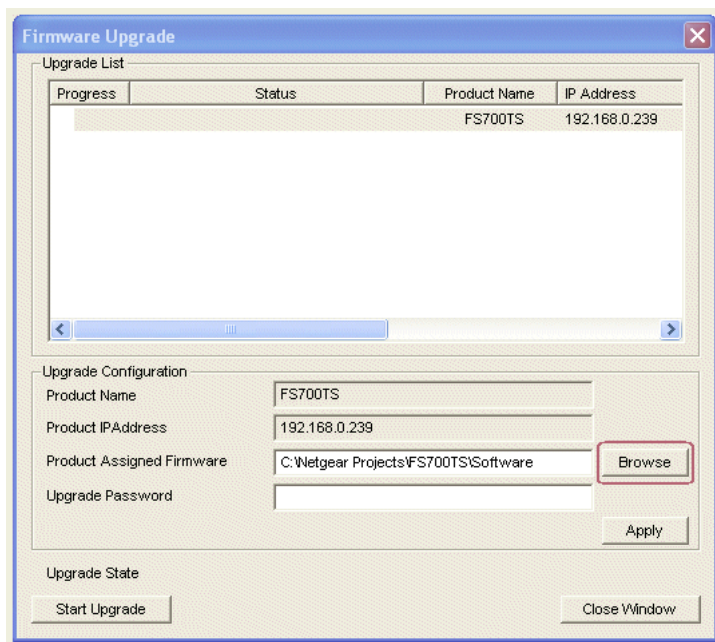 Firmware Upgrade
Upgrade List
Progress Status Product Name IP Address
FS700TS 192.168.0.239
Upgrade Configuration
Product Name FS700TS
Product IPAddress 192.168.0.239
Product Assigned Firmware C:\Netgear Projects\FS700TS\Software Browse
Upgrade Password
Apply
Upgrade State
Start Upgrade Close Window